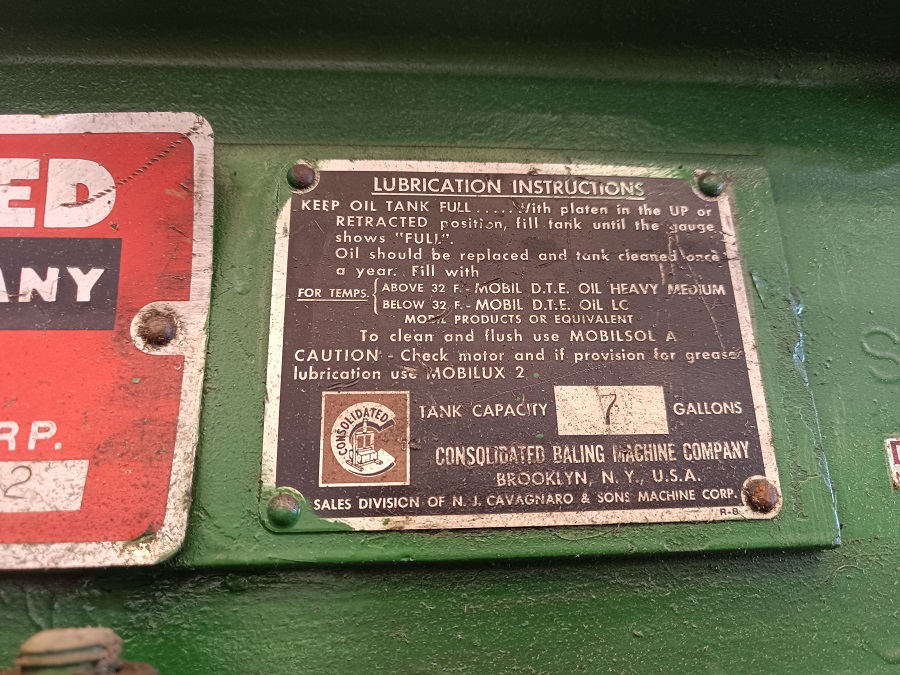 ED
ANY
RP.
2
LUBRICATION INSTRUCTIONS
KEEP OIL TANK FULL......With platen in the UP or
RETRACTED position, fill tank until the gauge
shows "FULL".
Oil should be replaced and tank cleaned once
a year. Fill with
FOR TEMPS.
ABOVE 32 F.- MOBIL D.T.E. OIL HEAVY MEDIUM
BELOW 32 F.- MOBIL D.T.E. OIL LC
MOBIL PRODUCTS OR EQUIVALENT
To clean and flush use MOBILSOL A
CAUTION - Check motor and if provision for grease
lubrication use MOBILUX 2
CONSOLIDATED
TANK CAPACITY 7 GALLONS
CONSOLIDATED BALING MACHINE COMPANY
BROOKLYN, N.Y., U.S.A.
SALES DIVISION OF N. J. CAVAGNARO & SONS MACHINE CORP.
R-8
S